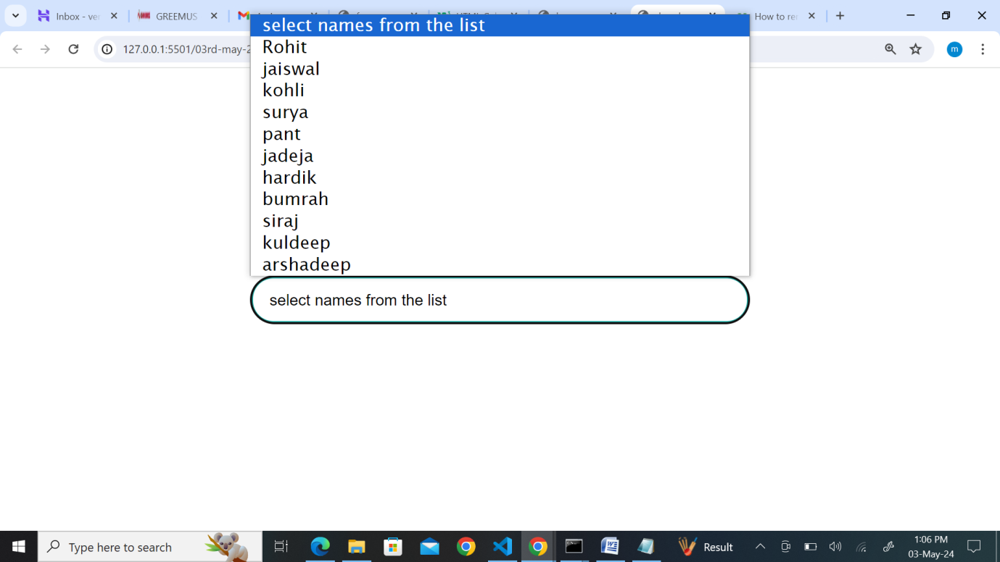 Inbox - ver
GREEMUS
How to re
127.0.0.1:5501/03rd-may-2
m
select names from the list
Rohit
jaiswal
kohli
surya
pant
jadeja
hardik
bumrah
siraj
kuldeep
arshadeep
select names from the list
Type here to search
Result
1:06 PM
03-May-24